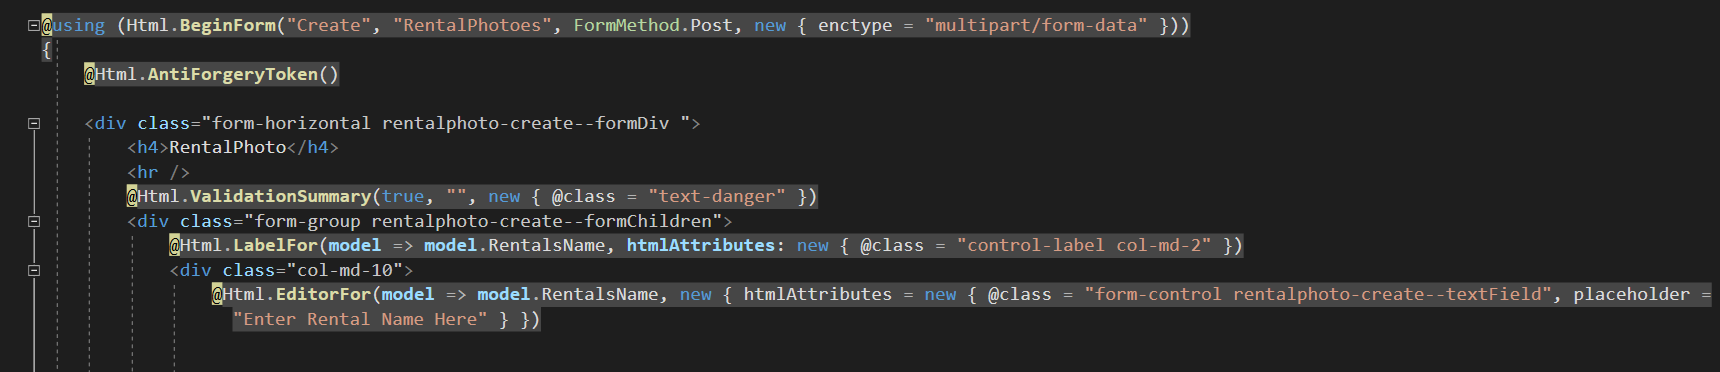 @using (Html.BeginForm("Create", "RentalPhotoes", FormMethod.Post, new { enctype = "multipart/form-data" }))
{
@Html.AntiForgeryToken()
<div class="form-horizontal rentalphoto-create--formDiv ">
<h4>RentalPhoto</h4>
<hr />
@Html.ValidationSummary(true, "", new { @class = "text-danger" })
<div class="form-group rentalphoto-create--formChildren">
@Html.LabelFor(model => model.RentalsName, htmlAttributes: new { @class = "control-label col-md-2" })
<div class="col-md-10">
@Html.EditorFor(model => model.RentalsName, new { htmlAttributes = new { @class = "form-control rentalphoto-create--textField", placeholder =
"Enter Rental Name Here" } })